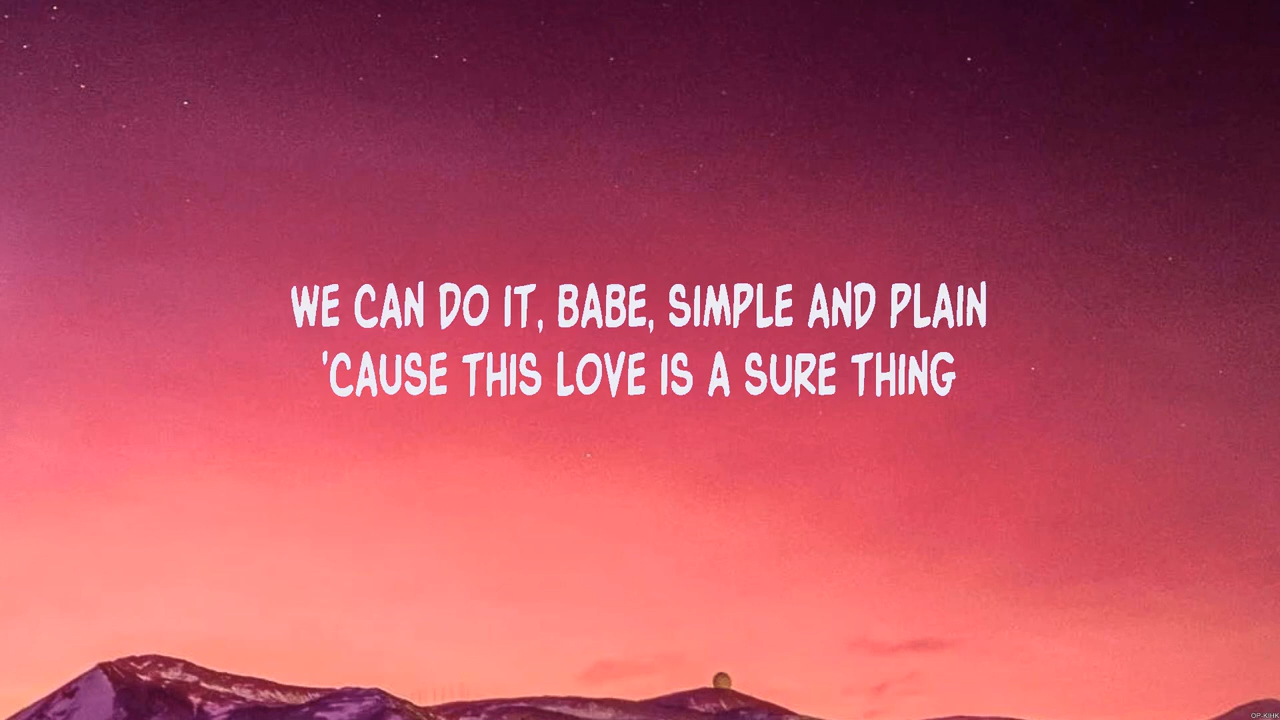 WE CAN DO IT, BABE, SIMPLE AND PLAIN
'CAUSE THIS LOVE IS A SURE THING